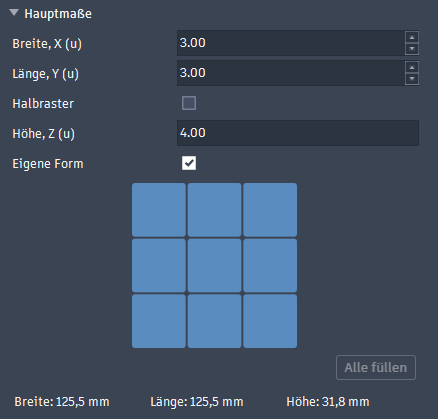 Hauptmaße
Breite, X (u) 3.00
Länge, Y (u) 3.00
Halbraster
Höhe, Z (u) 4.00
Eigene Form
Alle füllen
Breite: 125,5 mm Länge: 125,5 mm Höhe: 31,8 mm